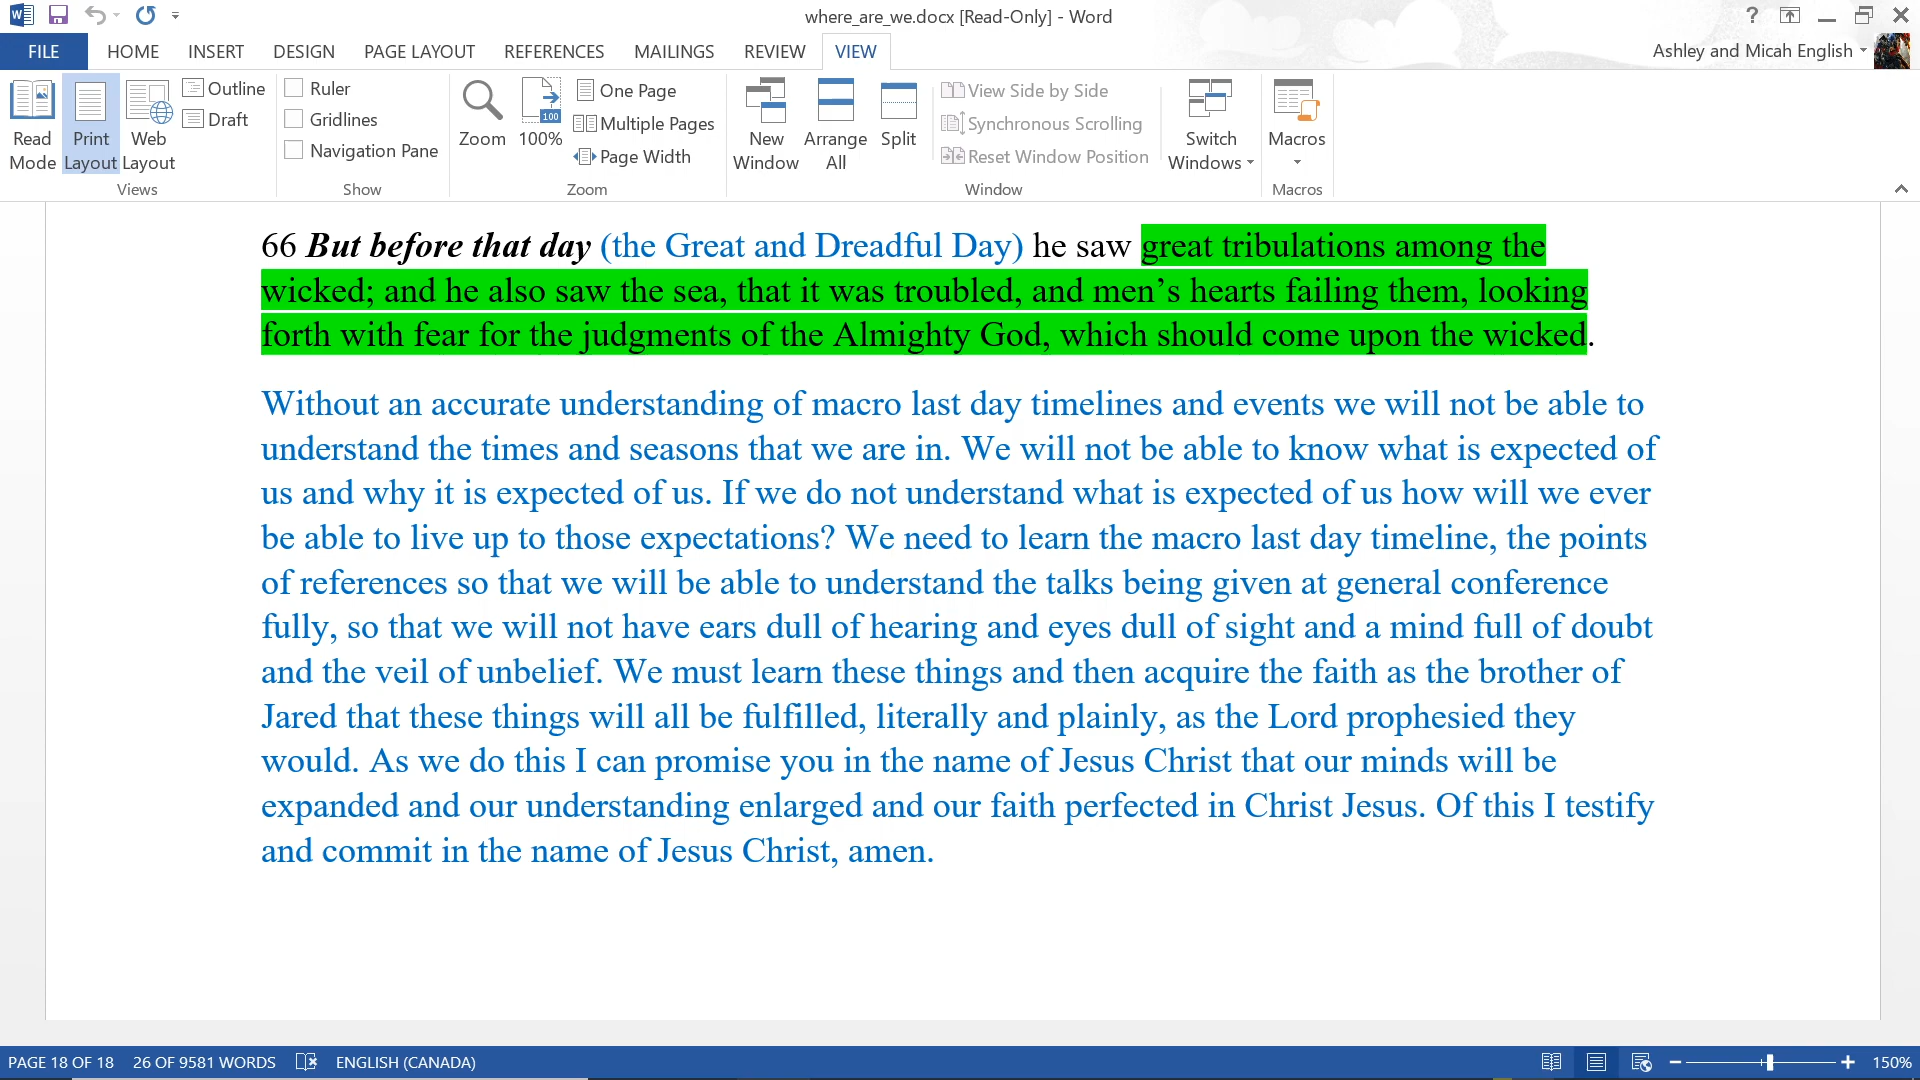 where_are_we.docx [Read-Only] - Word
?
FILE HOME INSERT DESIGN PAGE LAYOUT REFERENCES MAILINGS REVIEW VIEW
Ashley and Micah English
Read Mode
Print Layout
Web Layout
Outline
Draft
Views
Ruler
Gridlines
Navigation Pane
Show
Zoom
100
100%
One Page
Multiple Pages
Page Width
Zoom
New Window
Arrange All
Split
View Side by Side
Synchronous Scrolling
Reset Window Position
Switch Windows
Window
Macros
Macros
66 But before that day (the Great and Dreadful Day) he saw great tribulations among the
wicked; and he also saw the sea, that it was troubled, and men’s hearts failing them, looking
forth with fear for the judgments of the Almighty God, which should come upon the wicked.
Without an accurate understanding of macro last day timelines and events we will not be able to
understand the times and seasons that we are in. We will not be able to know what is expected of
us and why it is expected of us. If we do not understand what is expected of us how will we ever
be able to live up to those expectations? We need to learn the macro last day timeline, the points
of references so that we will be able to understand the talks being given at general conference
fully, so that we will not have ears dull of hearing and eyes dull of sight and a mind full of doubt
and the veil of unbelief. We must learn these things and then acquire the faith as the brother of
Jared that these things will all be fulfilled, literally and plainly, as the Lord prophesied they
would. As we do this I can promise you in the name of Jesus Christ that our minds will be
expanded and our understanding enlarged and our faith perfected in Christ Jesus. Of this I testify
and commit in the name of Jesus Christ, amen.
PAGE 18 OF 18 26 OF 9581 WORDS ENGLISH (CANADA)
150%